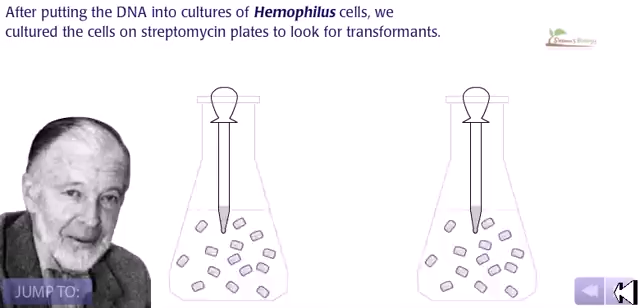 After putting the DNA into cultures of Hemophilus cells, we
cultured the cells on streptomycin plates to look for transformants.
JUMP TO: